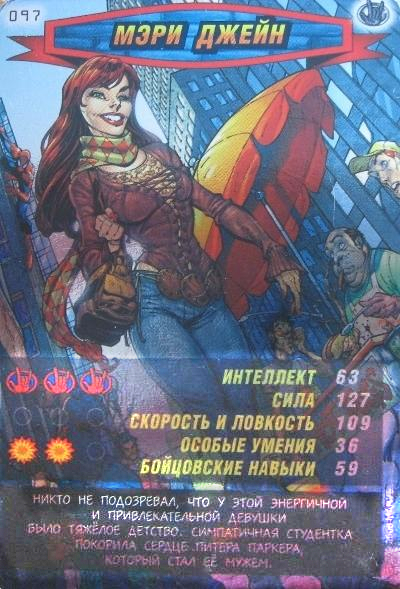 097
МЭРИ ДЖЕЙН
ИНТЕЛЛЕКТ 63
СИЛА 127
СКОРОСТЬ И ЛОВКОСТЬ 109
ОСОБЫЕ УМЕНИЯ 36
БОЙЦОВСКИЕ НАВЫКИ 59
НИКТО НЕ ПОДОЗРЕВАЛ, ЧТО У ЭТОЙ ЭНЕРГИЧНОЙ
И ПРИВЛЕКАТЕЛЬНОЙ ДЕВУШКИ
БЫЛО ТЯЖЁЛОЕ ДЕТСТВО. СИМПАТИЧНАЯ СТУДЕНТКА
ПОКОРИЛА СЕРДЦЕ ПИТЕРА ПАРКЕРА,
КОТОРЫЙ СТАЛ ЕЁ МУЖЕМ.